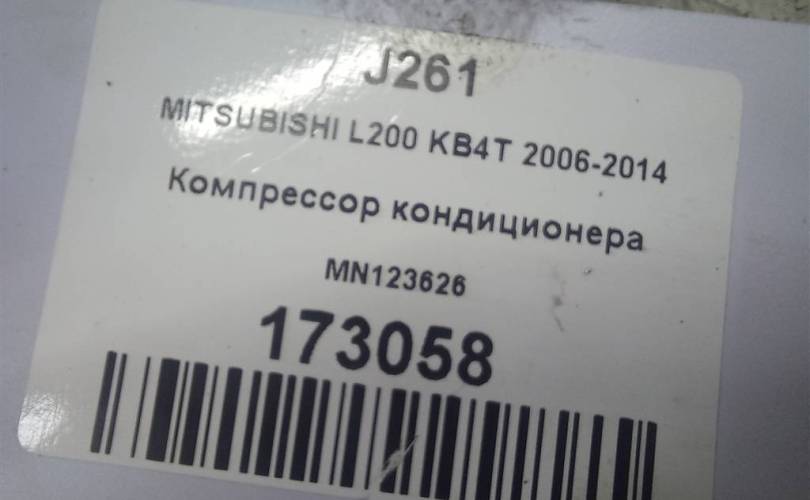 J261
MITSUBISHI L200 KB4T 2006-2014
Компрессор кондиционера
MN123626
173058